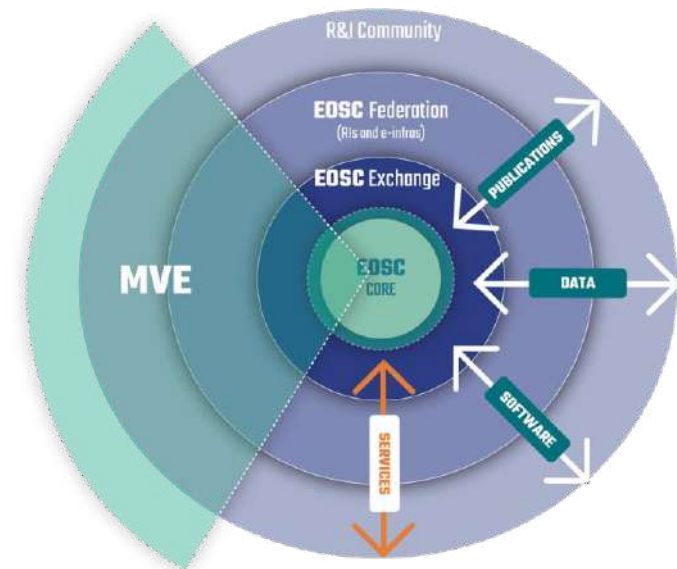 R&I Community
EOSC Federation
(RIs and e-infras)
EOSC Exchange
PUBLICATIONS
MVE
EOSC
CORE
DATA
SOFTWARE
SERVICES